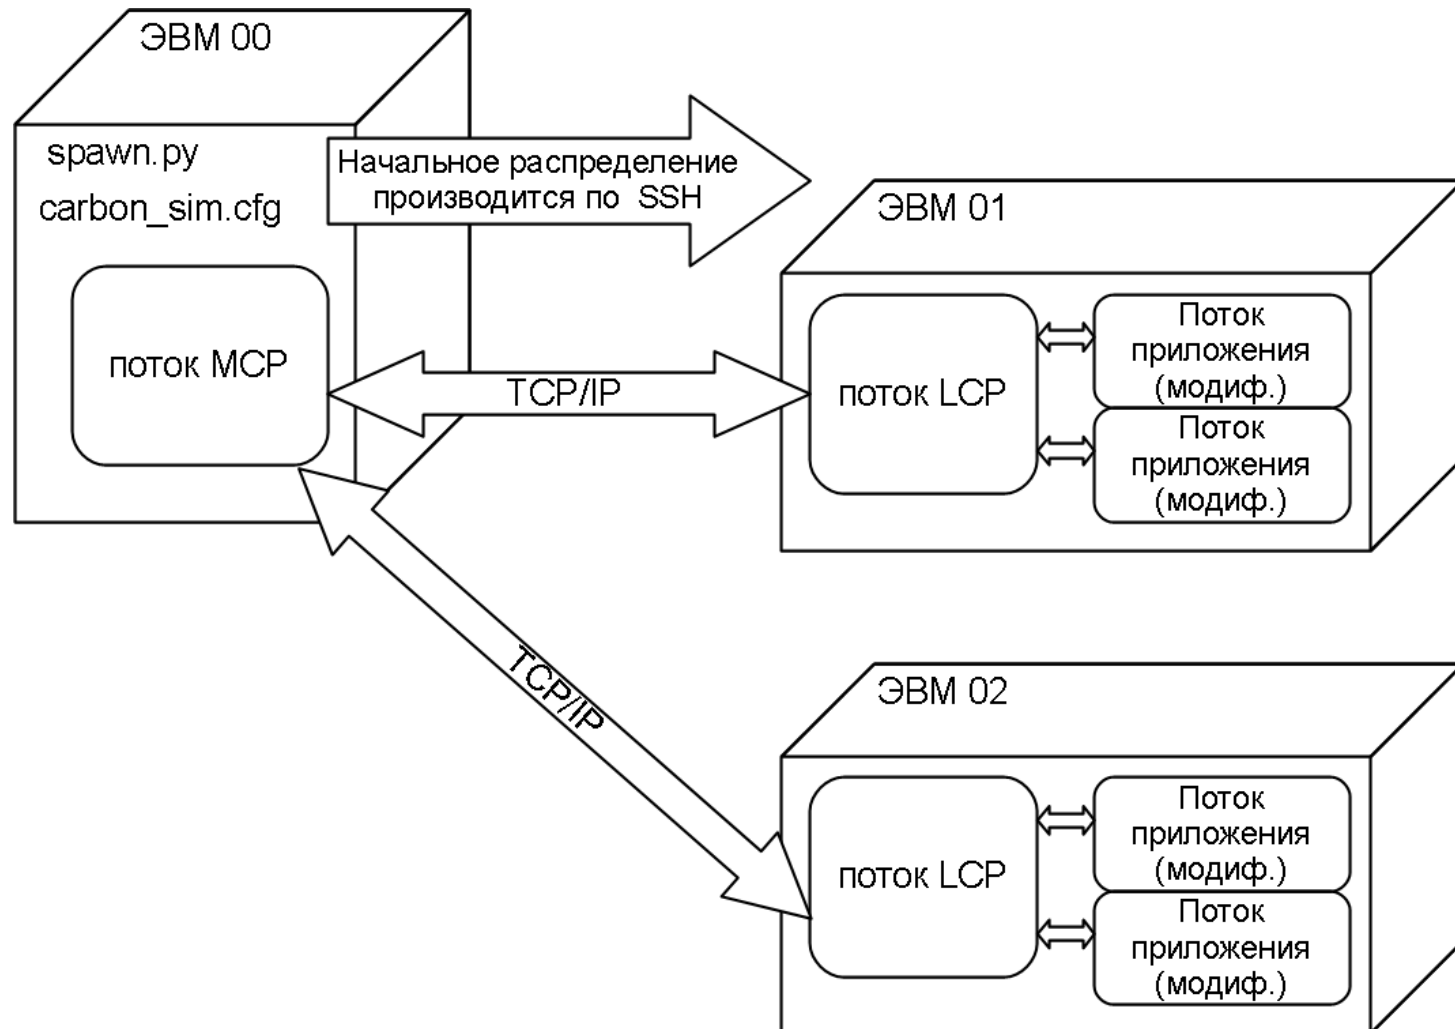 ЭВМ 00
spawn.py
carbon_sim.cfg
Начальное распределение
производится по SSH
ЭВМ 01
поток MCP
TCP/IP
поток LCP
Поток
приложения
(модиф.)
Поток
приложения
(модиф.)
TCP/IP
ЭВМ 02
поток LCP
Поток
приложения
(модиф.)
Поток
приложения
(модиф.)